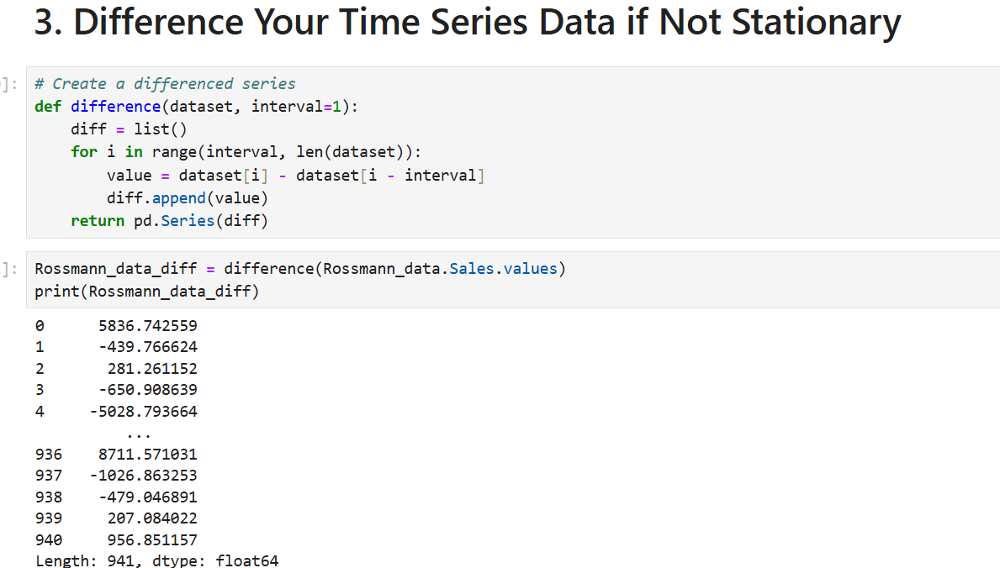 3. Difference Your Time Series Data if Not Stationary
]:
# Create a differenced series
def difference(dataset, interval=1):
    diff = list()
    for i in range(interval, len(dataset)):
        value = dataset[i] - dataset[i - interval]
        diff.append(value)
    return pd.Series(diff)
]:
Rossmann_data_diff = difference(Rossmann_data.Sales.values)
print(Rossmann_data_diff)
0      5836.742559
1      -439.766624
2       281.261152
3      -650.908639
4     -5028.793664
          ...
936    8711.571031
937   -1026.863253
938    -479.046891
939     207.084022
940     956.851157
Length: 941, dtype: float64